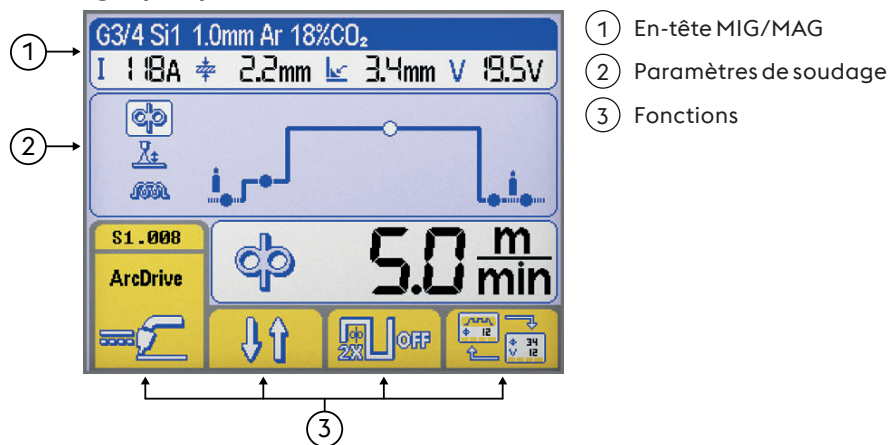 G3/4 Si1 1.0mm Ar 18%CO₂
I 118A 2.2mm 3.4mm V 19.5V
S1.008
ArcDrive
5.0 m/min
2X OFF
12
34
V 12
1
2
3
1 En-tête MIG/MAG
2 Paramètres de soudage
3 Fonctions